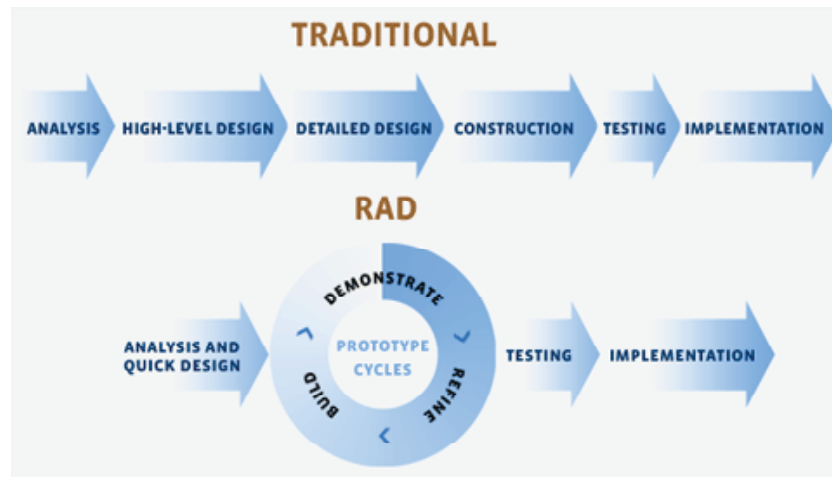 TRADITIONAL
ANALYSIS
HIGH-LEVEL DESIGN
DETAILED DESIGN
CONSTRUCTION
TESTING
IMPLEMENTATION
RAD
ANALYSIS AND
QUICK DESIGN
DEMONSTRATE
REFINE
BUILD
PROTOTYPE
CYCLES
TESTING
IMPLEMENTATION